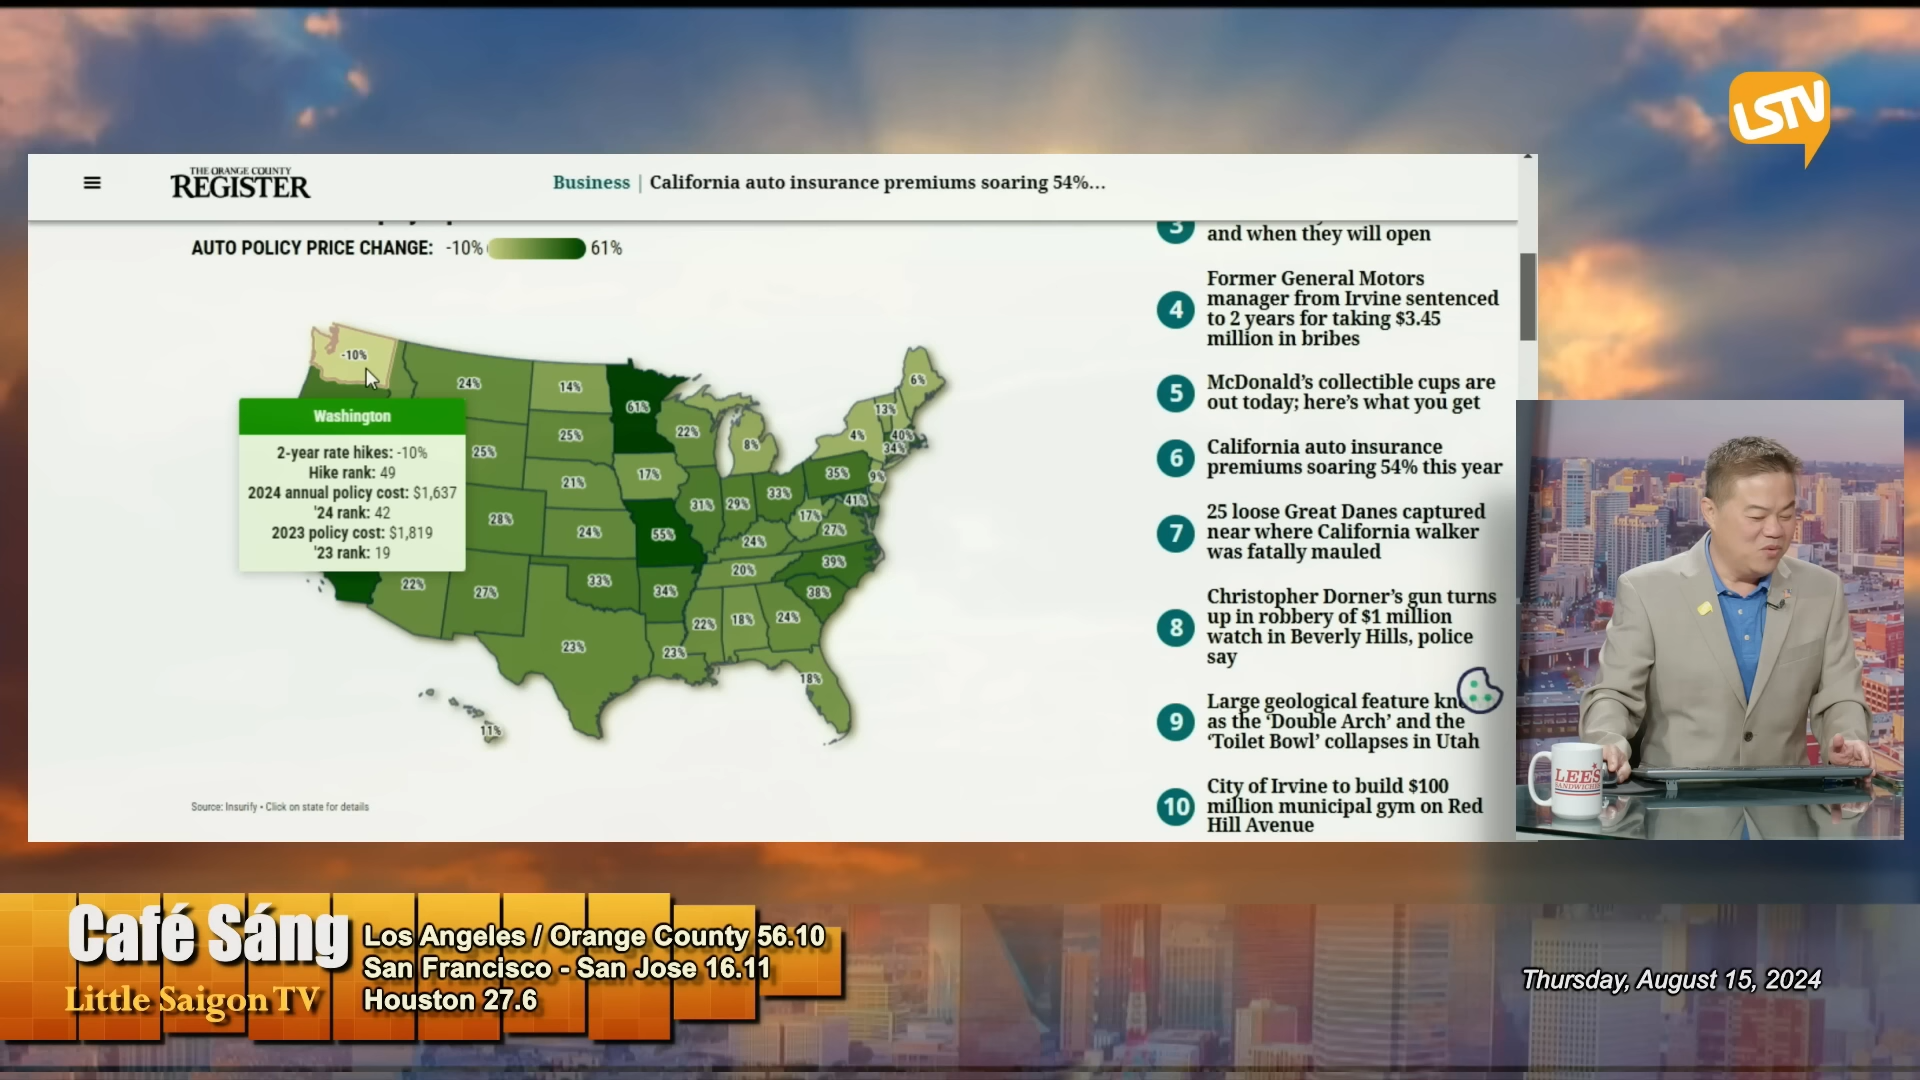 LSTV
THE ORANGE COUNTY
REGISTER
Business | California auto insurance premiums soaring 54%...
AUTO POLICY PRICE CHANGE: -10% 61%
-10%
24%
14%
61%
22%
8%
6%
13%
4%
40%
34%
25%
25%
21%
17%
31%
29%
33%
35%
9%
41%
28%
24%
55%
24%
17%
27%
39%
20%
22%
27%
33%
34%
38%
22%
18%
24%
23%
23%
18%
11%
Washington
2-year rate hikes: -10%
Hike rank: 49
2024 annual policy cost: $1,637
'24 rank: 42
2023 policy cost: $1,819
'23 rank: 19
Source: Insurify • Click on state for details
3
and when they will open
4
Former General Motors
manager from Irvine sentenced
to 2 years for taking $3.45
million in bribes
5
McDonald's collectible cups are
out today; here's what you get
6
California auto insurance
premiums soaring 54% this year
7
25 loose Great Danes captured
near where California walker
was fatally mauled
8
Christopher Dorner's gun turns
up in robbery of $1 million
watch in Beverly Hills, police
say
9
Large geological feature
as the 'Double Arch' and the
'Toilet Bowl' collapses in Utah
10
City of Irvine to build $100
million municipal gym on Red
Hill Avenue
LEE'S
SANDWICHES
Café Sáng
Little Saigon TV
Los Angeles / Orange County 56.10
San Francisco - San Jose 16.11
Houston 27.6
Thursday, August 15, 2024